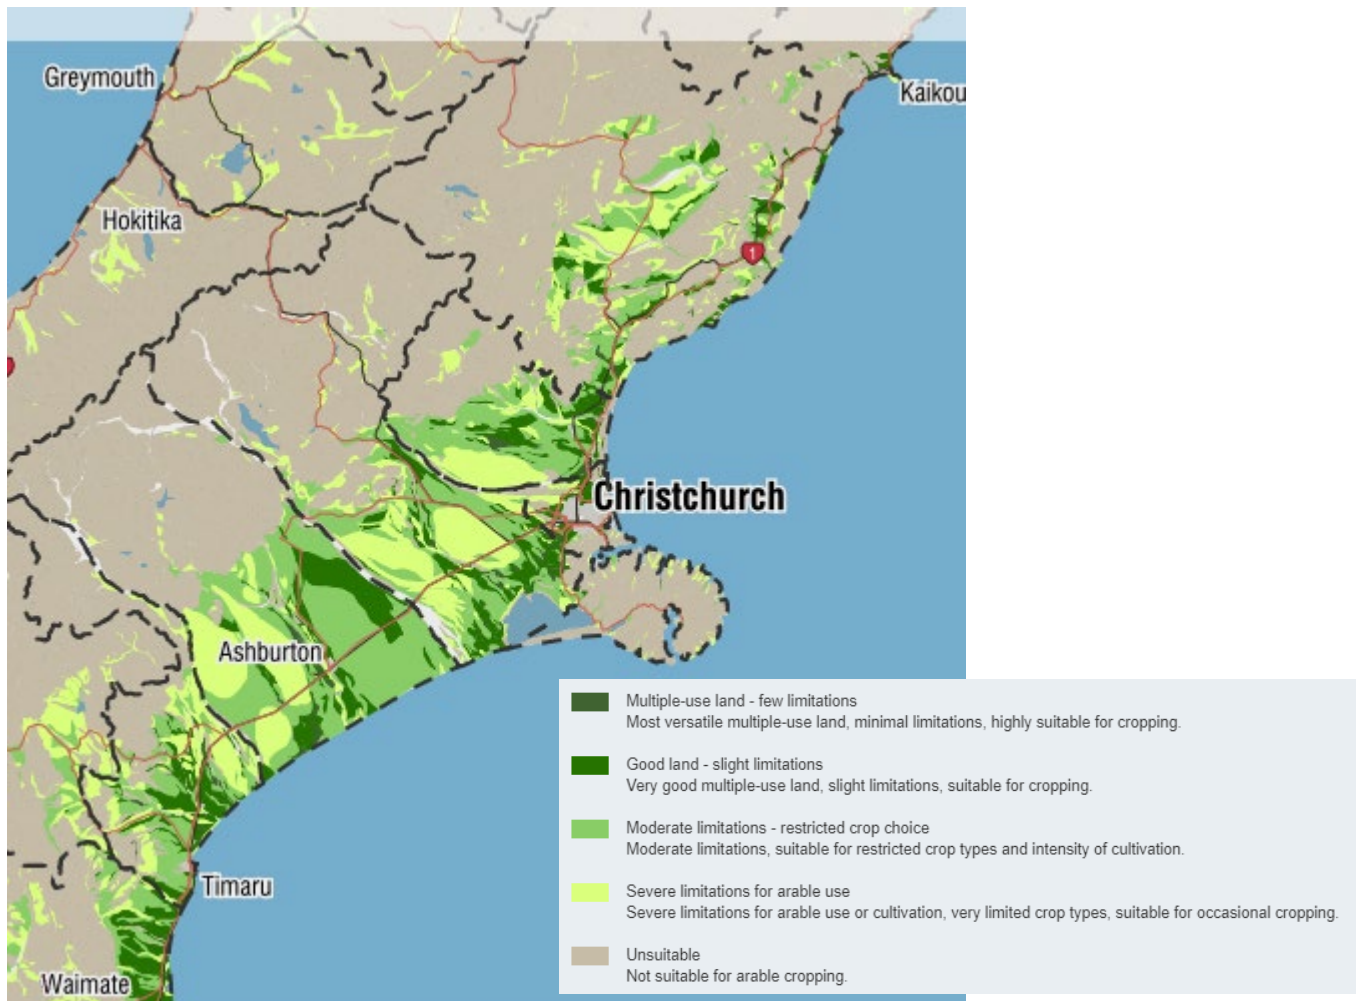 Greymouth
Kaikou
Hokitika
1
Christchurch
Ashburton
Timaru
Waimate
Multiple-use land - few limitations
Most versatile multiple-use land, minimal limitations, highly suitable for cropping.
Good land - slight limitations
Very good multiple-use land, slight limitations, suitable for cropping.
Moderate limitations - restricted crop choice
Moderate limitations, suitable for restricted crop types and intensity of cultivation.
Severe limitations for arable use
Severe limitations for arable use or cultivation, very limited crop types, suitable for occasional cropping.
Unsuitable
Not suitable for arable cropping.